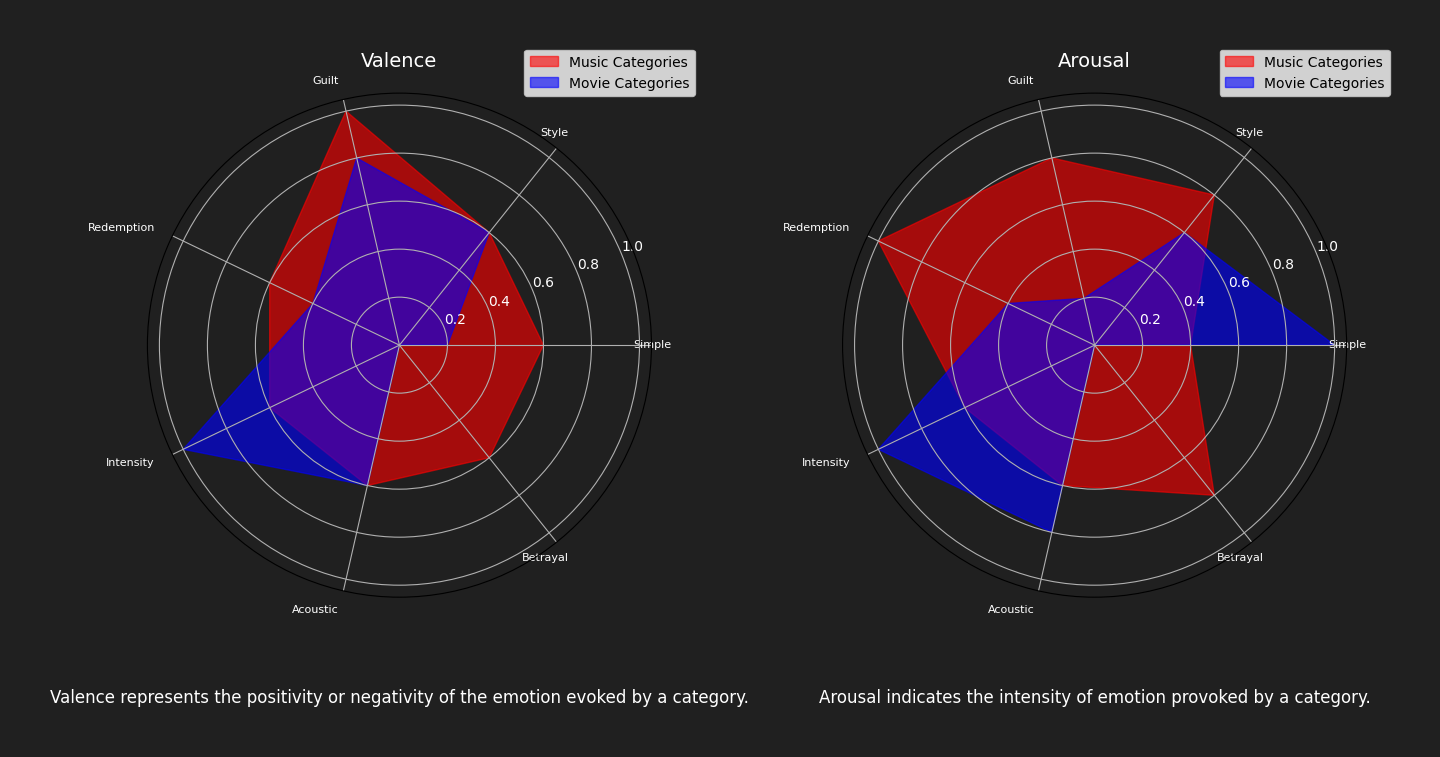 Valence
Music Categories
Movie Categories
Guilt
Style
Redemption
1.0
0.8
0.6
0.4
0.2
Simple
Intensity
Betrayal
Acoustic
Valence represents the positivity or negativity of the emotion evoked by a category.
Arousal
Music Categories
Movie Categories
Guilt
Style
Redemption
1.0
0.8
0.6
0.4
0.2
Simple
Intensity
Betrayal
Acoustic
Arousal indicates the intensity of emotion provoked by a category.